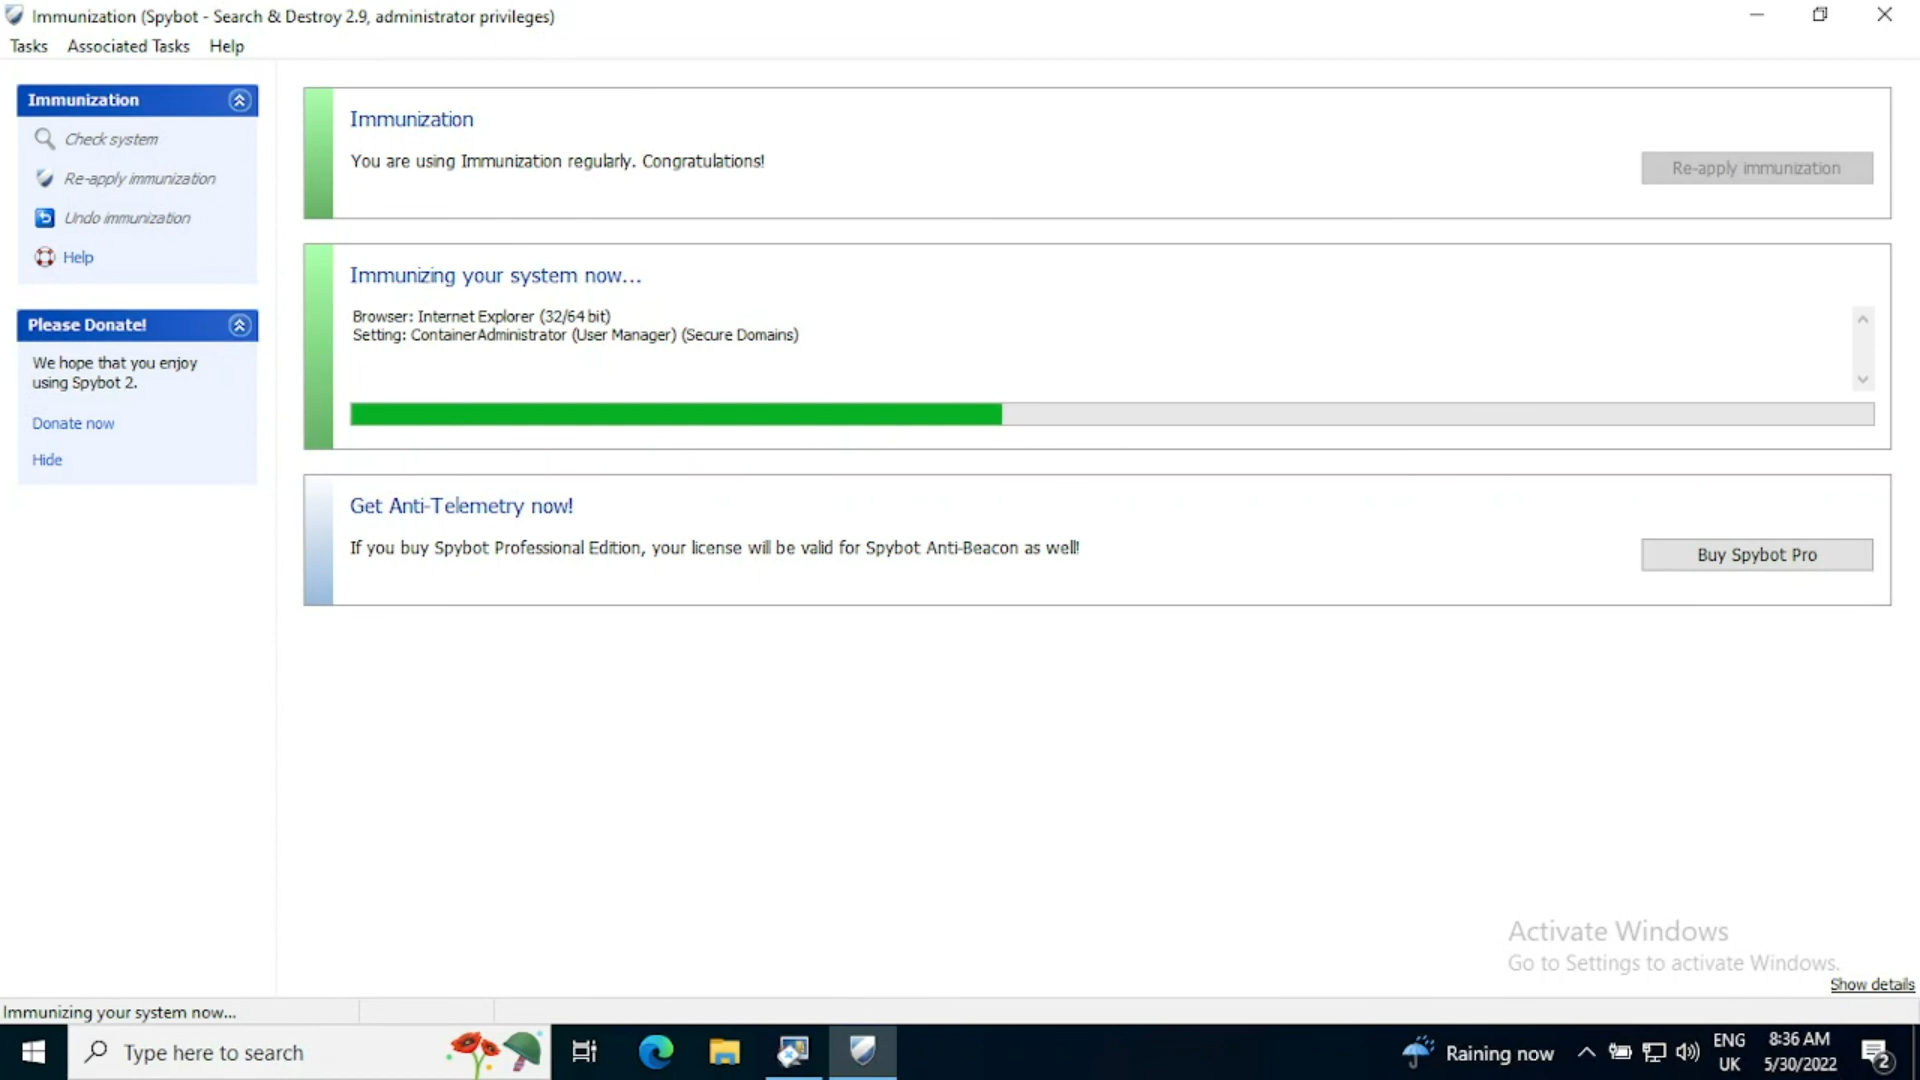 Immunization (Spybot - Search & Destroy 2.9, administrator privileges)
Tasks Associated Tasks Help
Immunization
Check system
Re-apply immunization
Undo immunization
Help
Please Donate!
We hope that you enjoy
using Spybot 2.
Donate now
Hide
Immunization
You are using Immunization regularly. Congratulations!
Re-apply immunization
Immunizing your system now...
Browser: Internet Explorer (32/64 bit)
Setting: ContainerAdministrator (User Manager) (Secure Domains)
Get Anti-Telemetry now!
If you buy Spybot Professional Edition, your license will be valid for Spybot Anti-Beacon as well!
Buy Spybot Pro
Activate Windows
Go to Settings to activate Windows.
Show details
Immunizing your system now...
Type here to search
Raining now
ENG
UK
8:36 AM
5/30/2022
2